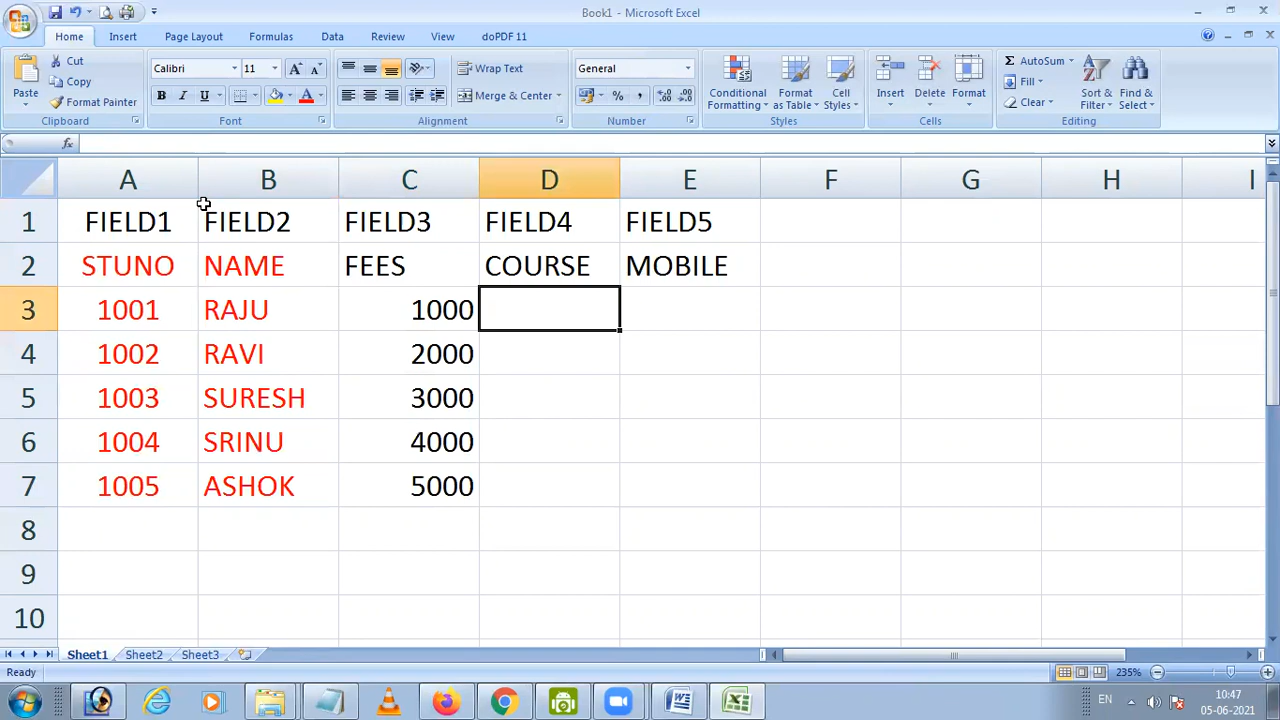 Book1 - Microsoft Excel
Home Insert Page Layout Formulas Data Review View doPDF 11
Paste Cut Copy Format Painter Clipboard
Calibri 11 B I U A A A Font
Wrap Text Merge & Center Alignment
General % , Number
Conditional Formatting Format as Table Cell Styles Styles
Insert Delete Format Cells
Σ AutoSum Fill Clear Sort & Filter Find & Select Editing
fx
A B C D E F G H I
1 FIELD1 FIELD2 FIELD3 FIELD4 FIELD5
2 STUNO NAME FEES COURSE MOBILE
3 1001 RAJU 1000
4 1002 RAVI 2000
5 1003 SURESH 3000
6 1004 SRINU 4000
7 1005 ASHOK 5000
8
9
10
Sheet1 Sheet2 Sheet3
Ready 235%
EN 10:47
05-06-2021